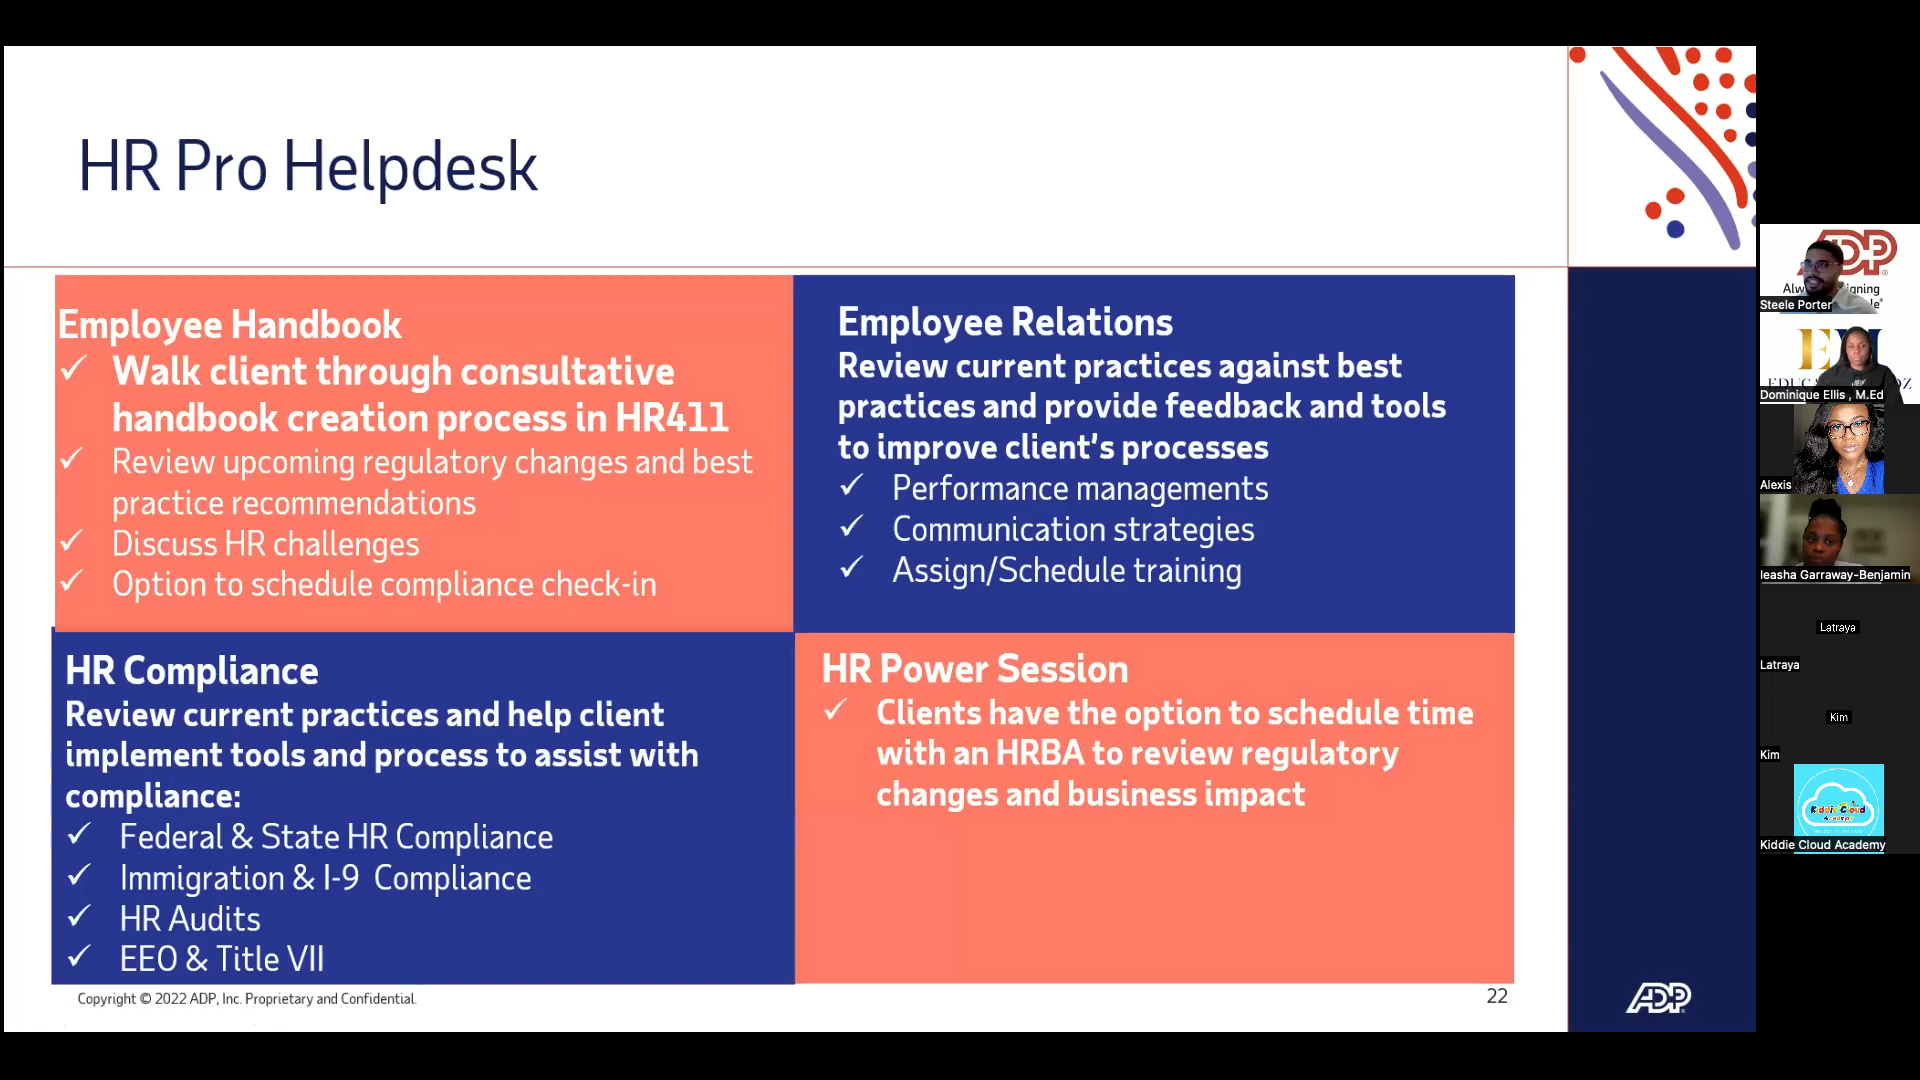 HR Pro Helpdesk
Employee Handbook
✓ Walk client through consultative
handbook creation process in HR411
✓ Review upcoming regulatory changes and best
practice recommendations
✓ Discuss HR challenges
✓ Option to schedule compliance check-in
Employee Relations
Review current practices against best
practices and provide feedback and tools
to improve client's processes
✓ Performance managements
✓ Communication strategies
✓ Assign/Schedule training
HR Compliance
Review current practices and help client
implement tools and process to assist with
compliance:
✓ Federal & State HR Compliance
✓ Immigration & I-9 Compliance
✓ HR Audits
✓ EEO & Title VII
HR Power Session
✓ Clients have the option to schedule time
with an HRBA to review regulatory
changes and business impact
Copyright © 2022 ADP, Inc. Proprietary and Confidential.
22
ADP
ADP
Steele Porter
Dominique Ellis , M.Ed
Alexis
Ieasha Garraway-Benjamin
Latraya
Latraya
Kim
Kim
Kiddie Cloud
Kiddie Cloud Academy